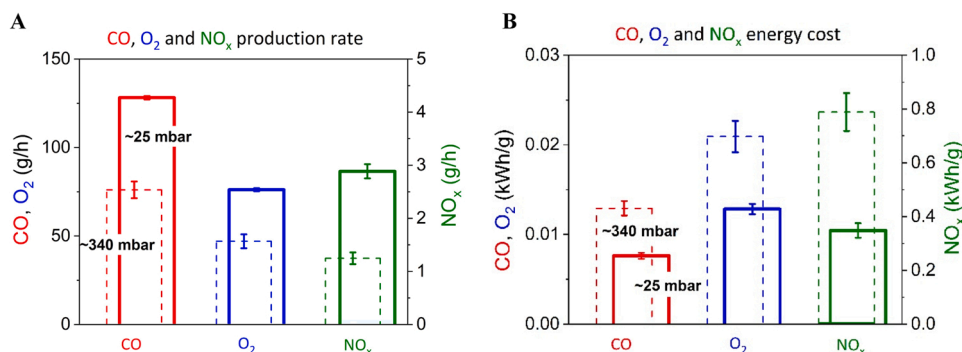 A
CO, O2 and NOx production rate
150
100
50
0
CO, O2 (g/h)
~25 mbar
~340 mbar
5
4
3
2
1
0
NOx (g/h)
CO
O2
NOx
B
CO, O2 and NOx energy cost
0.03
0.02
0.01
0.00
CO, O2 (kWh/g)
~340 mbar
~25 mbar
1.0
0.8
0.6
0.4
0.2
0.0
NOx (kWh/g)
CO
O2
NOx